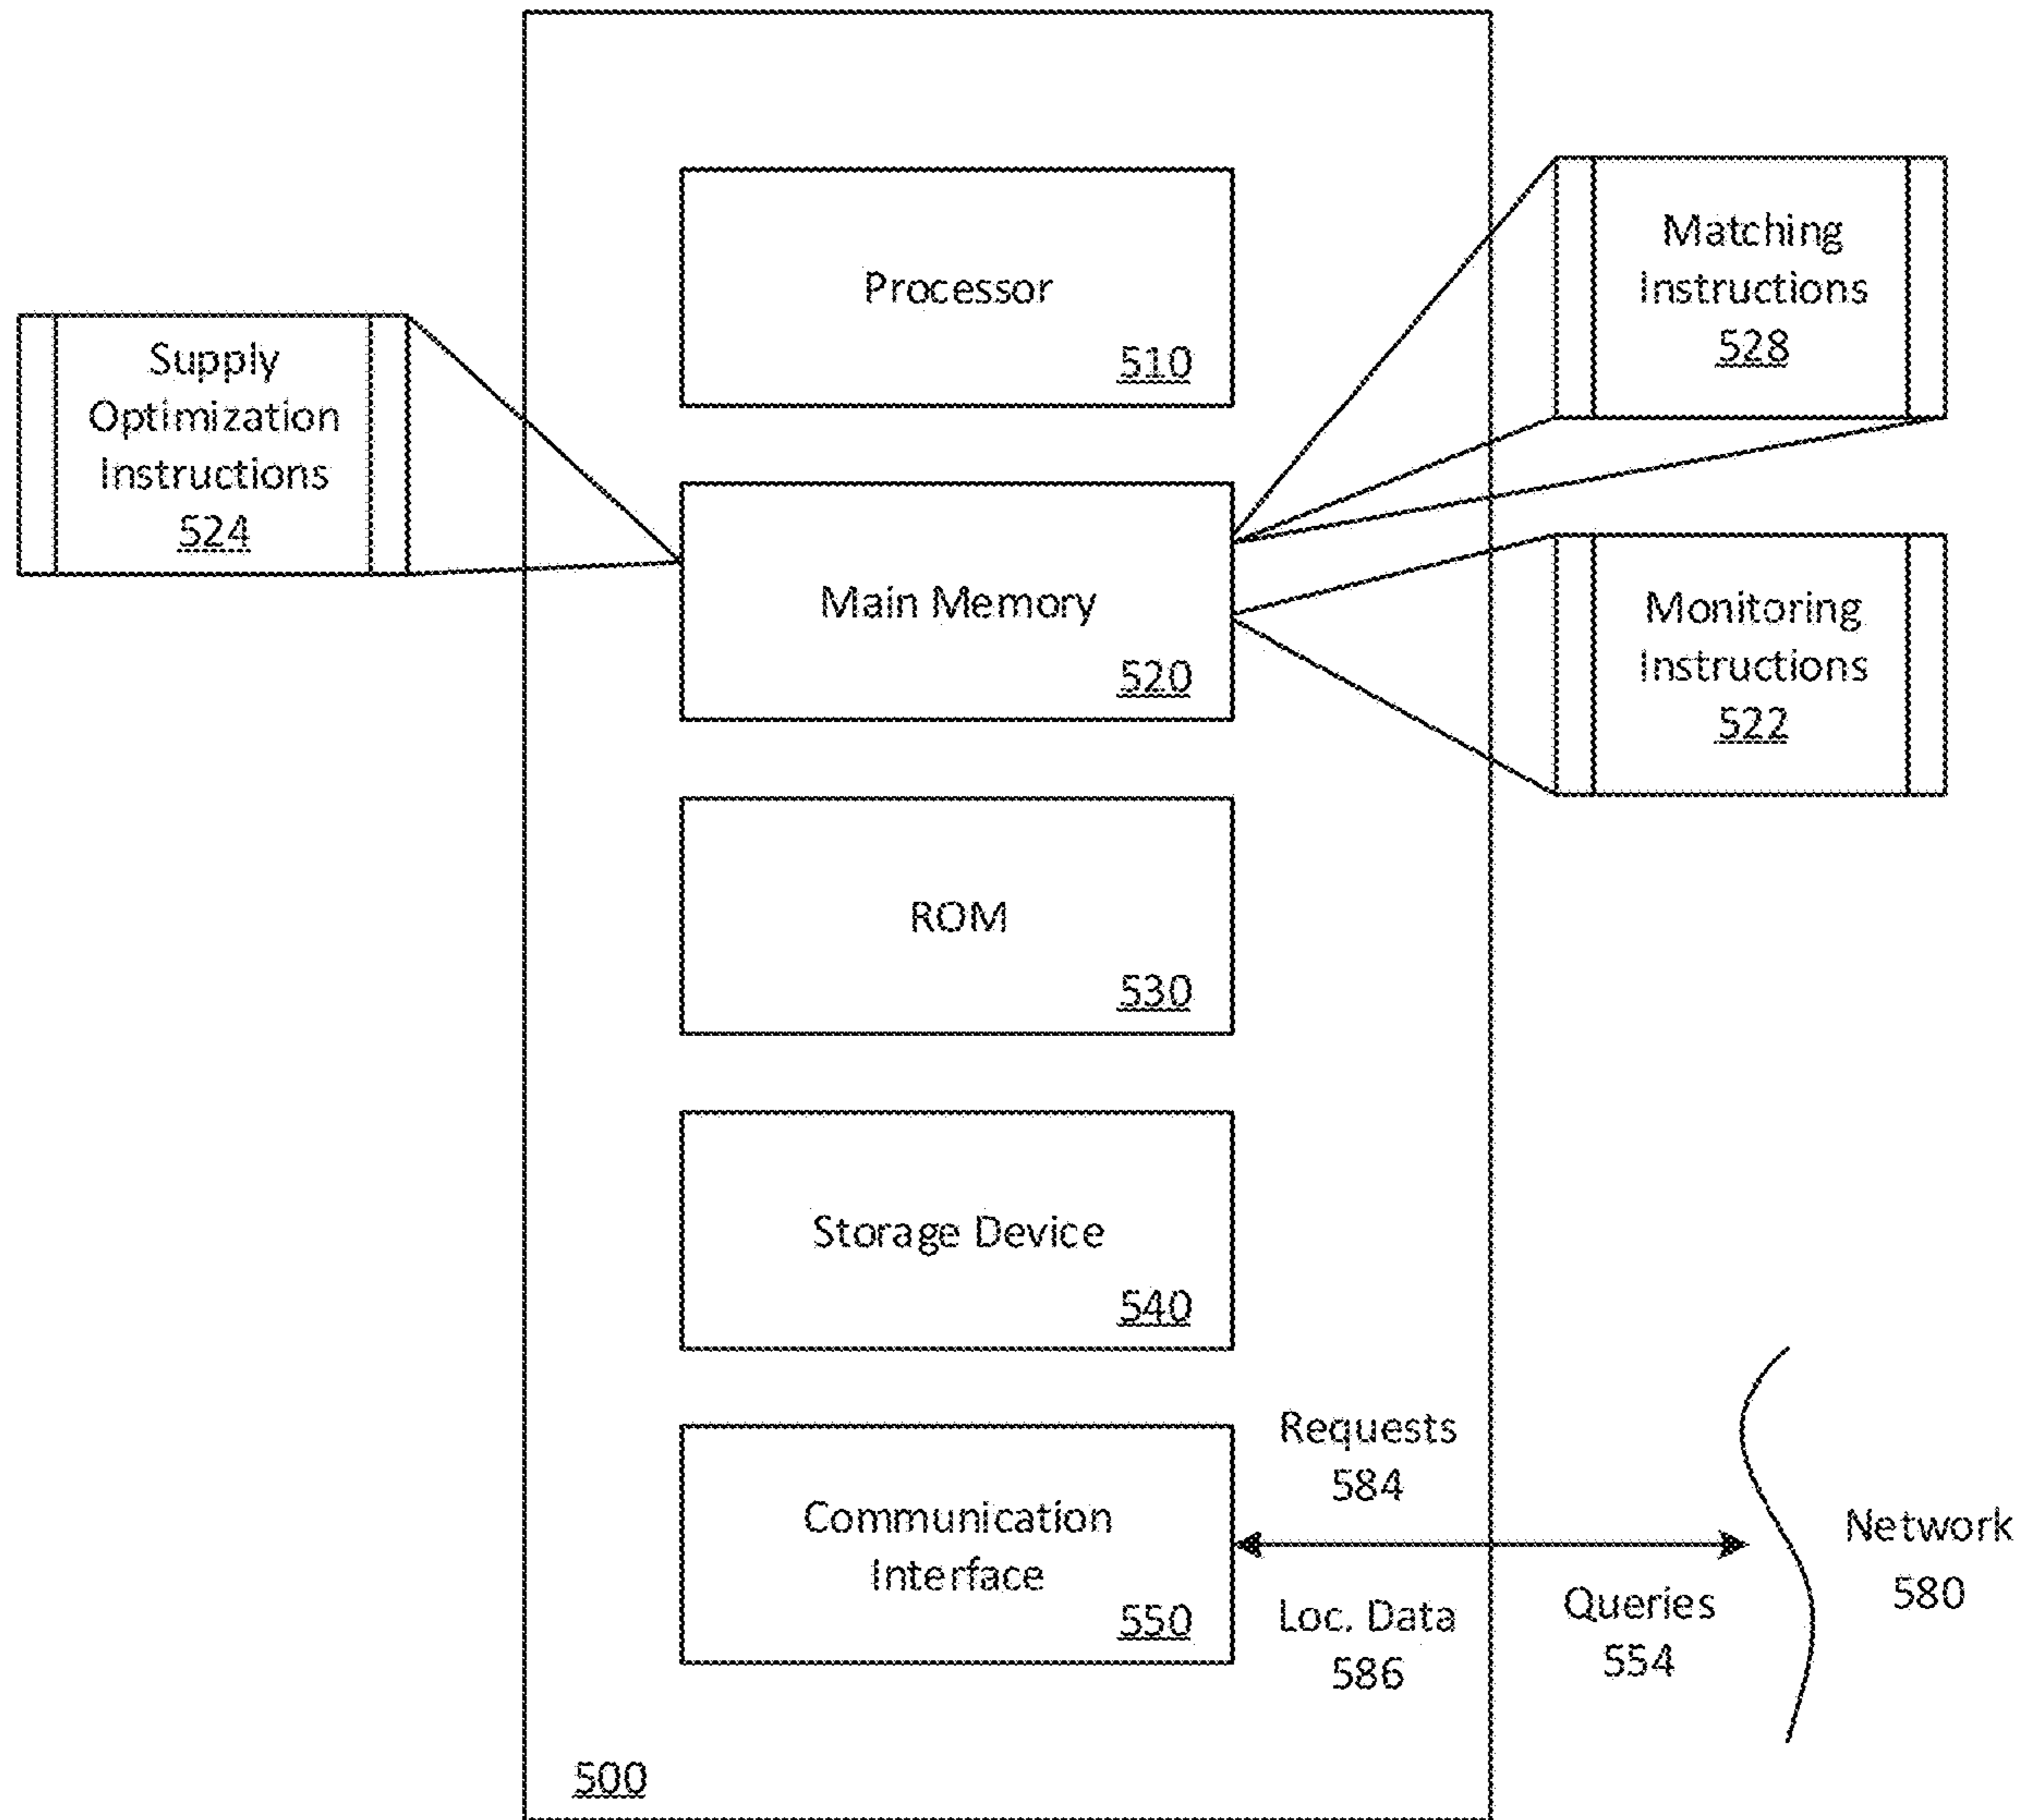 Processor
510
Matching
Instructions
528
Supply
Optimization
Instructions
524
Main Memory
520
Monitoring
Instructions
522
ROM
530
Storage Device
540
Communication
Interface
550
Requests
584
Loc. Data
586
Queries
554
Network
580
500